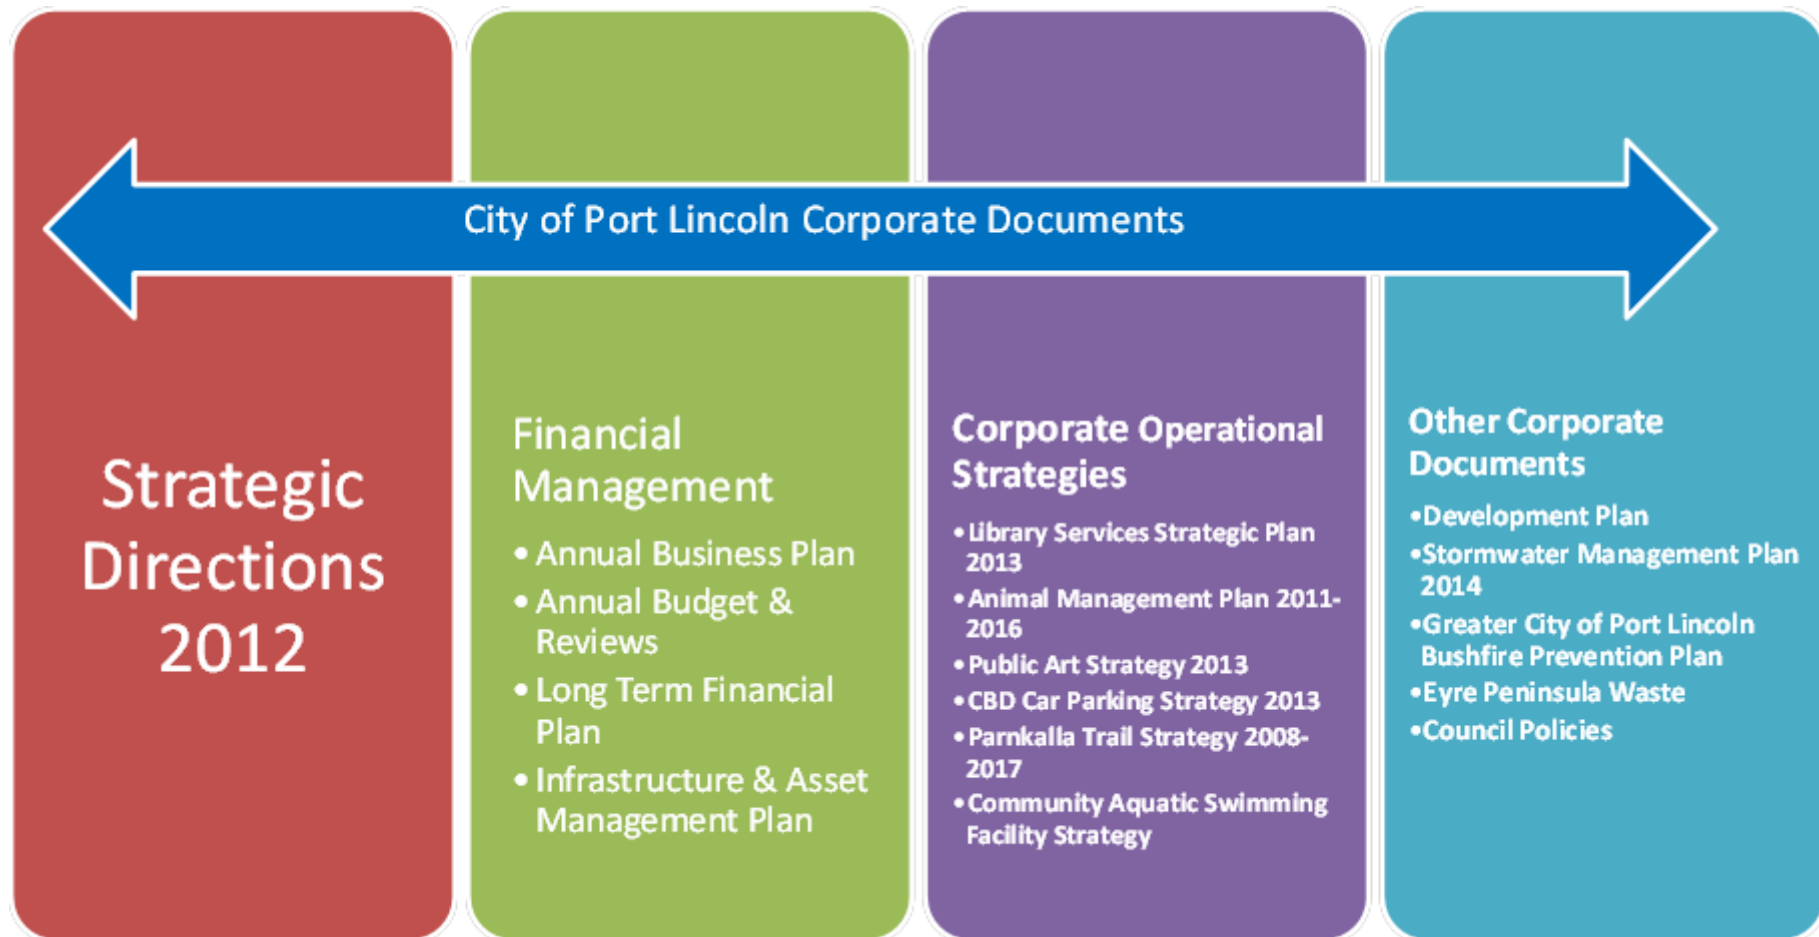 City of Port Lincoln Corporate Documents
Strategic
Directions
2012
Financial
Management
• Annual Business Plan
• Annual Budget &
Reviews
• Long Term Financial
Plan
• Infrastructure & Asset
Management Plan
Corporate Operational
Strategies
•Library Services Strategic Plan
2013
•Animal Management Plan 2011-
2016
•Public Art Strategy 2013
•CBD Car Parking Strategy 2013
•Parnkalla Trail Strategy 2008-
2017
•Community Aquatic Swimming
Facility Strategy
Other Corporate
Documents
•Development Plan
•Stormwater Management Plan
2014
•Greater City of Port Lincoln
Bushfire Prevention Plan
•Eyre Peninsula Waste
•Council Policies